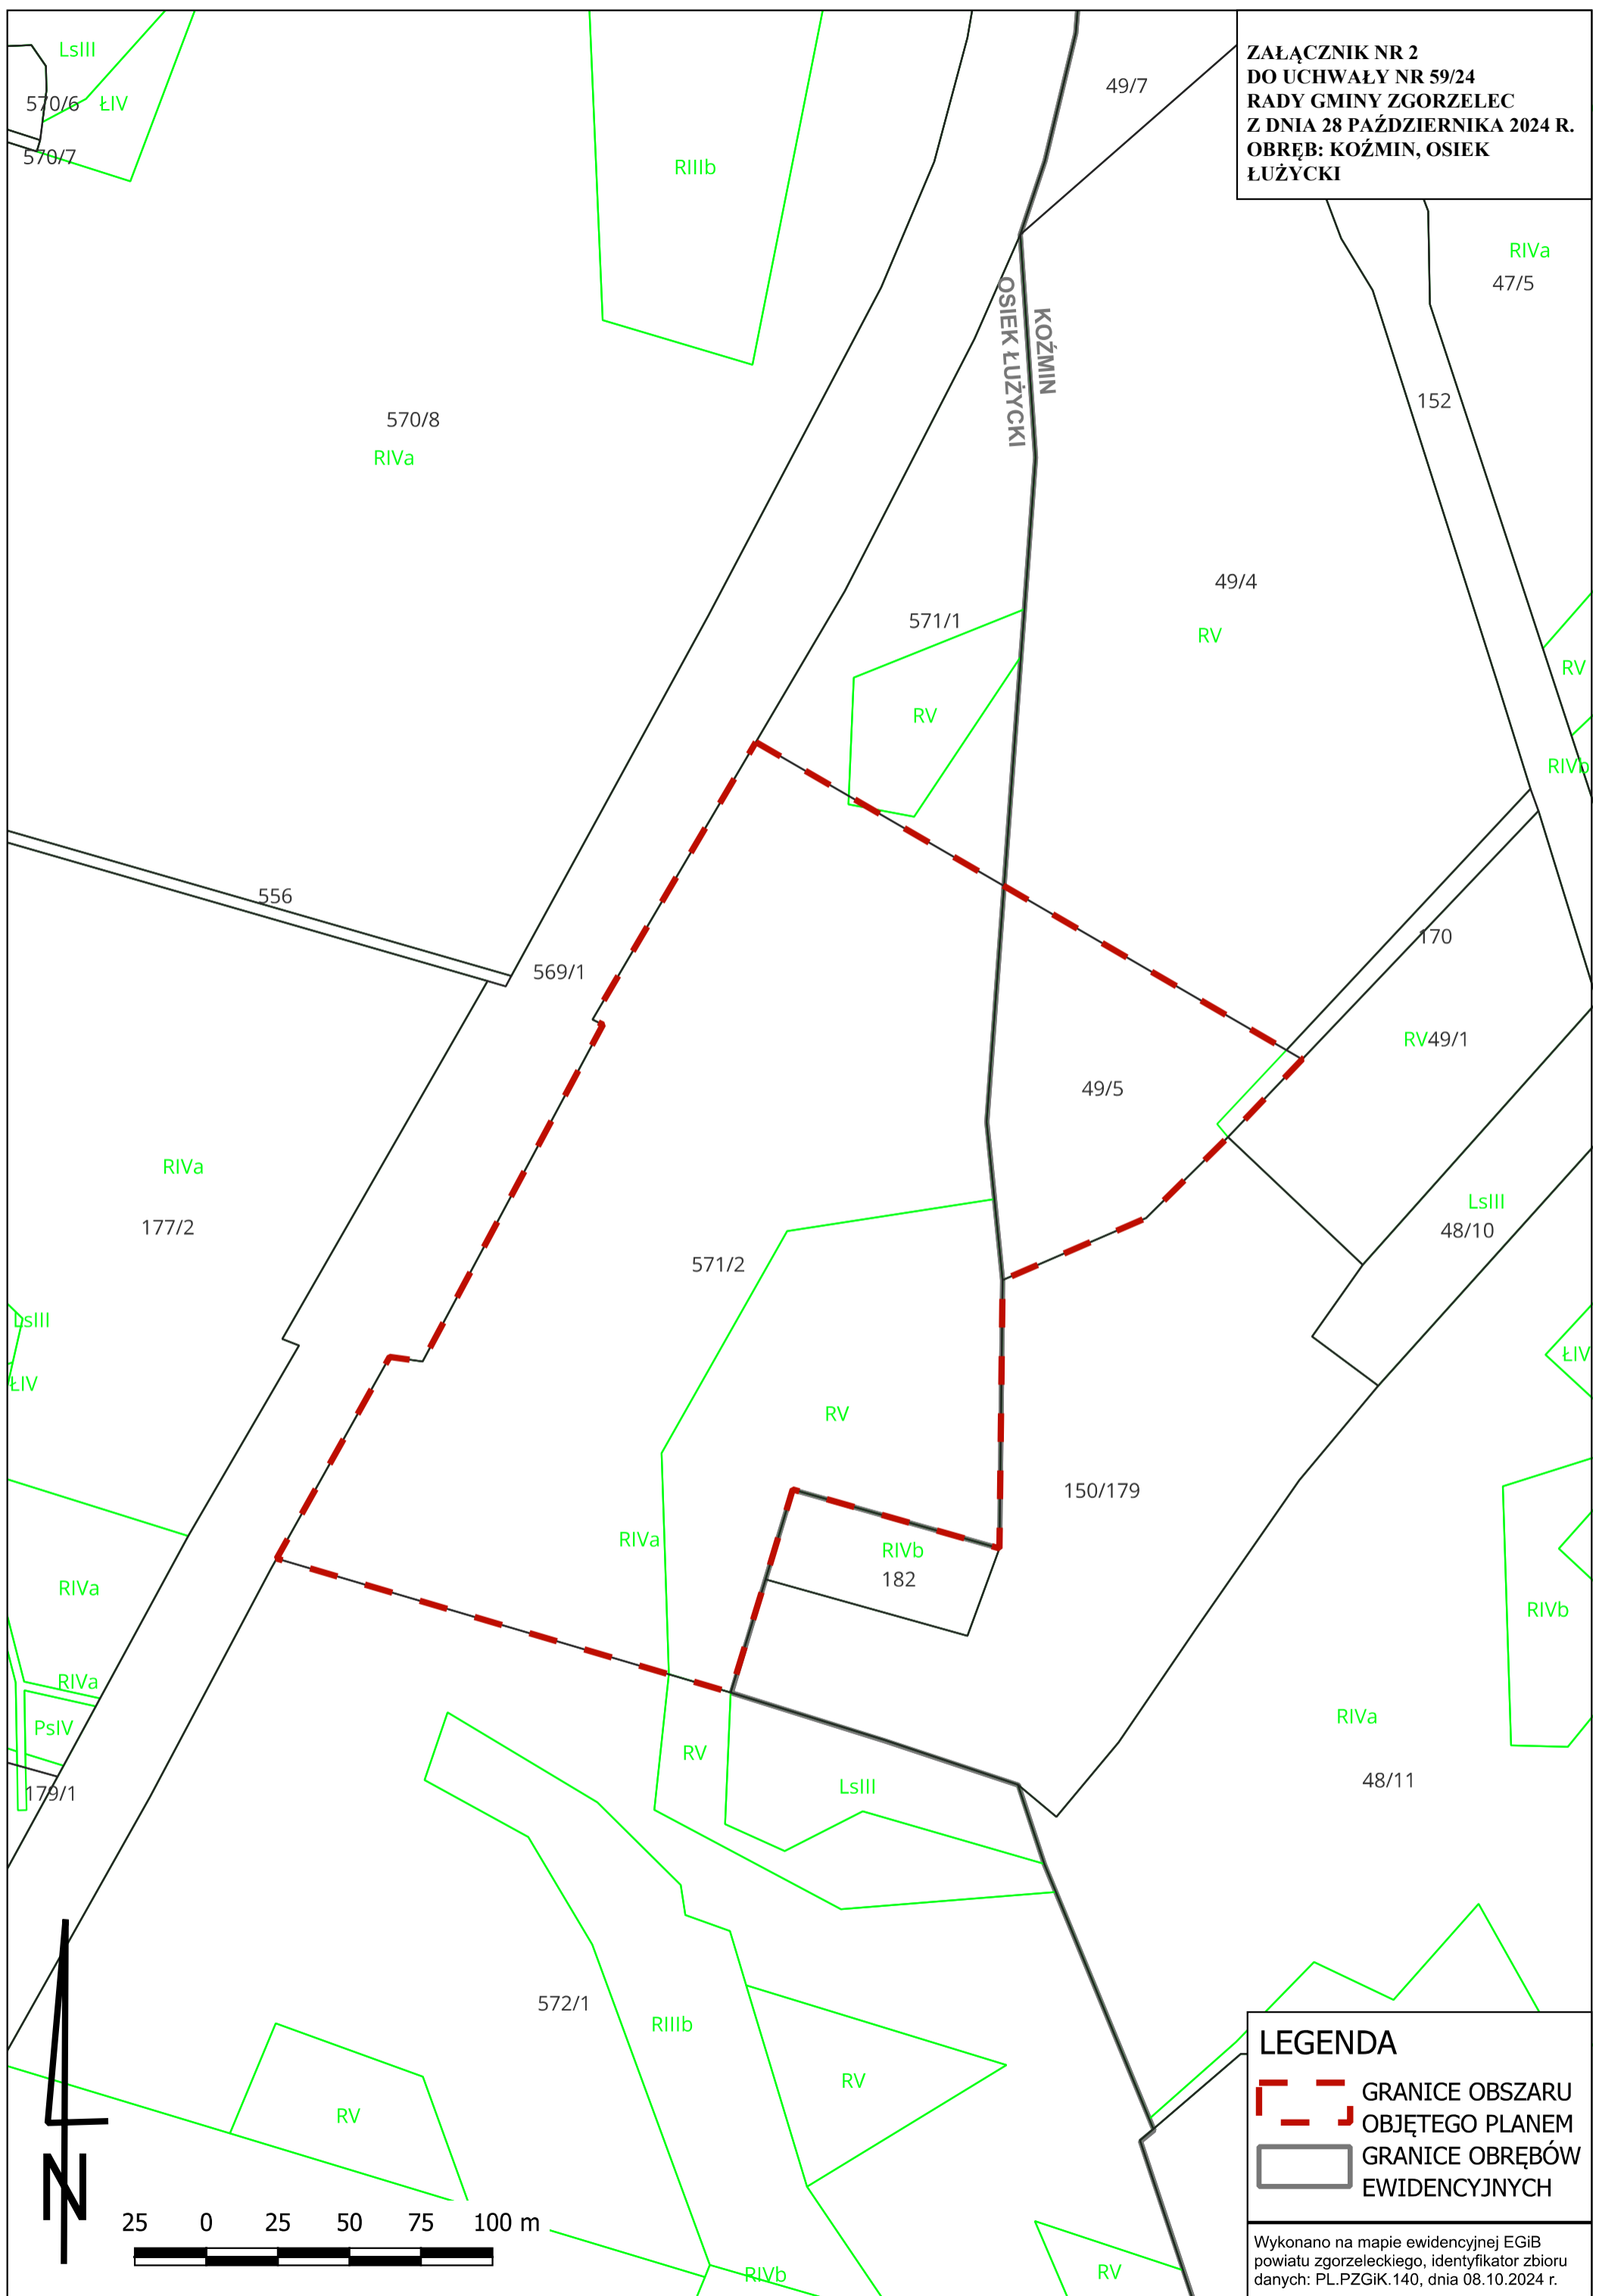 ZAŁĄCZNIK NR 2
DO UCHWAŁY NR 59/24
RADY GMINY ZGORZELEC
Z DNIA 28 PAŹDZIERNIKA 2024 R.
OBRĘB: KOŹMIN, OSIEK
ŁUŻYCKI
LsIII
570/6
ŁIV
570/7
RIIIb
49/7
RIVa
47/5
OSIEK ŁUŻYCKI
KOŹMIN
570/8
RIVa
152
49/4
RV
571/1
RV
RV
RIVb
556
569/1
170
RV
49/1
49/5
RIVa
177/2
LsIII
48/10
571/2
LsIII
ŁIV
ŁIV
RV
150/179
RIVa
RIVb
182
RIVa
RIVb
RIVa
PsIV
179/1
RV
LsIII
RIVa
48/11
572/1
RIIIb
RV
RV
RIVb
RV
N
25 0 25 50 75 100 m
LEGENDA
GRANICE OBSZARU
OBJĘTEGO PLANEM
GRANICE OBRĘBÓW
EWIDENCYJNYCH
Wykonano na mapie ewidencyjnej EGiB
powiatu zgorzeleckiego, identyfikator zbioru
danych: PL.PZGiK.140, dnia 08.10.2024 r.